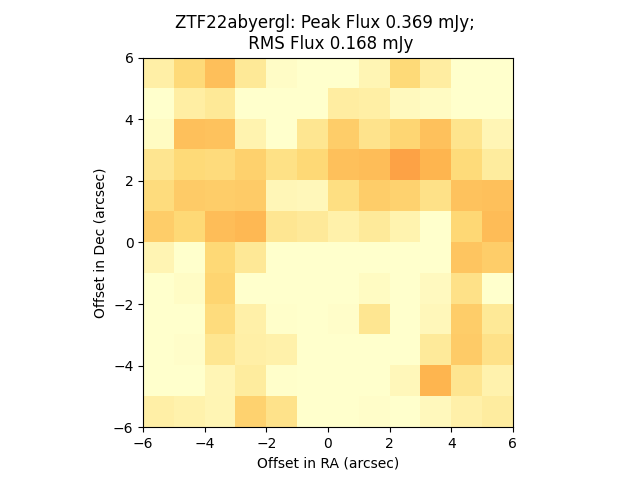 ZTF22abyergl: Peak Flux 0.369 mJy;
RMS Flux 0.168 mJy
6
4
2
0
−2
−4
−6
Offset in Dec (arcsec)
−6 −4 −2 0 2 4 6
Offset in RA (arcsec)